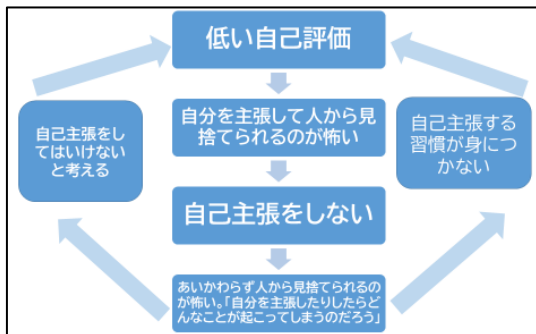 低い自己評価
自分を主張して人から見
捨てられるのが怖い
自己主張をし
てはいけない
と考える
自己主張する
習慣が身につ
かない
自己主張をしない
あいかわらず人から見捨てられるの
が怖い。「自分を主張したりしたらど
んなことが起こってしまうのだろう」